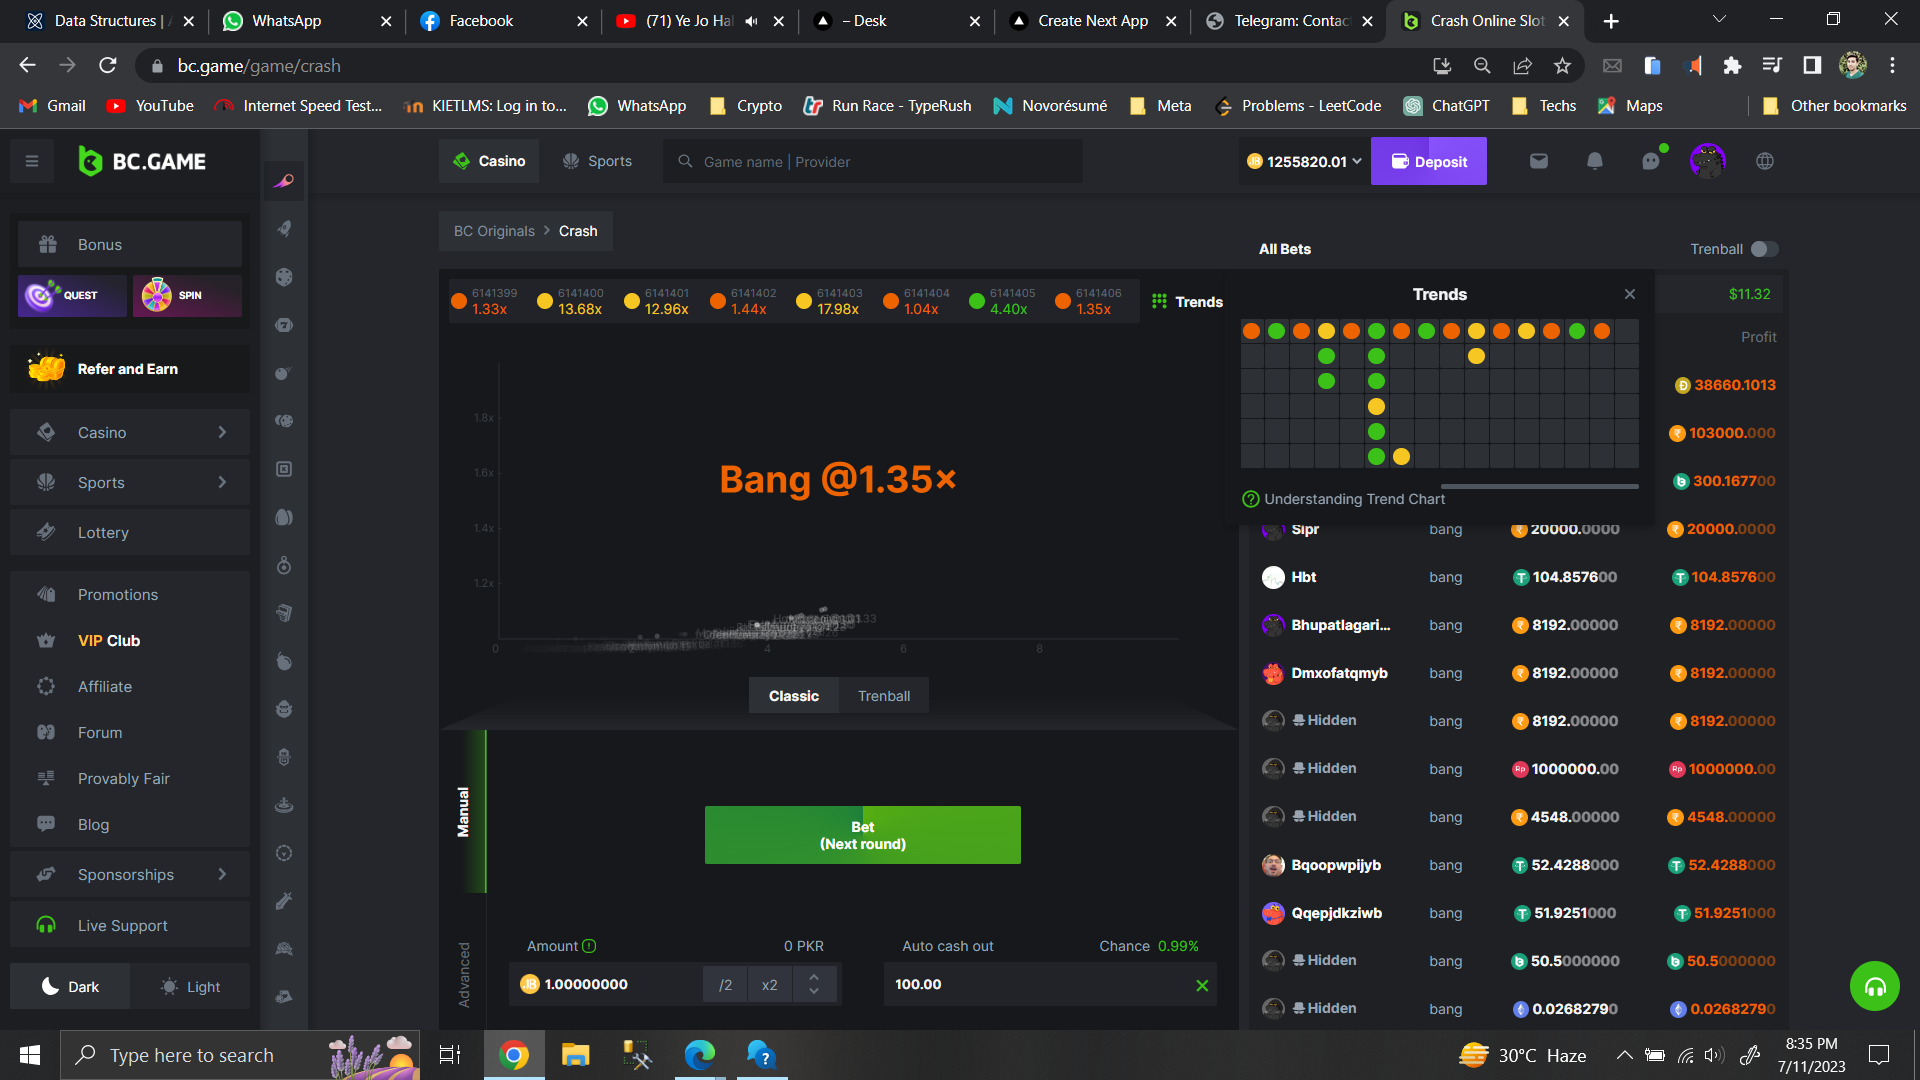 Data Structures |
WhatsApp
Facebook
(71) Ye Jo Hal
– Desk
Create Next App
Telegram: Contac
Crash Online Slot
bc.game/game/crash
Gmail
YouTube
Internet Speed Test...
KIETLMS: Log in to...
WhatsApp
Crypto
Run Race - TypeRush
Novorésumé
Meta
Problems - LeetCode
ChatGPT
Techs
Maps
Other bookmarks
BC.GAME
Casino
Sports
Game name | Provider
JB 1255820.01
Deposit
Bonus
QUEST
SPIN
Refer and Earn
Casino
Sports
Lottery
Promotions
VIP Club
Affiliate
Forum
Provably Fair
Blog
Sponsorships
Live Support
Dark
Light
BC Originals > Crash
6141399 6141400 6141401 6141402 6141403 6141404 6141405 6141406
1.33x 13.68x 12.96x 1.44x 17.98x 1.04x 4.40x 1.35x
Trends
1.8x
1.6x
1.4x
1.2x
Bang @1.35×
0 4 6 8
Classic
Trenball
Manual
Advanced
Bet
(Next round)
Amount
0 PKR
Auto cash out
Chance 0.99%
JB 1.00000000
/2
x2
100.00
All Bets
Trenball
Trends
$11.32
Profit
38660.1013
103000.000
300.167700
Understanding Trend Chart
Sipr bang 20000.0000 20000.0000
Hbt bang 104.857600 104.857600
Bhupatlagari... bang 8192.00000 8192.00000
Dmxofatqmyb bang 8192.00000 8192.00000
Hidden bang 8192.00000 8192.00000
Hidden bang Rp 1000000.00 Rp 1000000.00
Hidden bang 4548.00000 4548.00000
Bqoopwpijyb bang 52.4288000 52.4288000
Qqepjdkziwb bang 51.9251000 51.9251000
Hidden bang 50.5000000 50.5000000
Hidden bang 0.02682790 0.02682790
Type here to search
30°C Haze
8:35 PM
7/11/2023